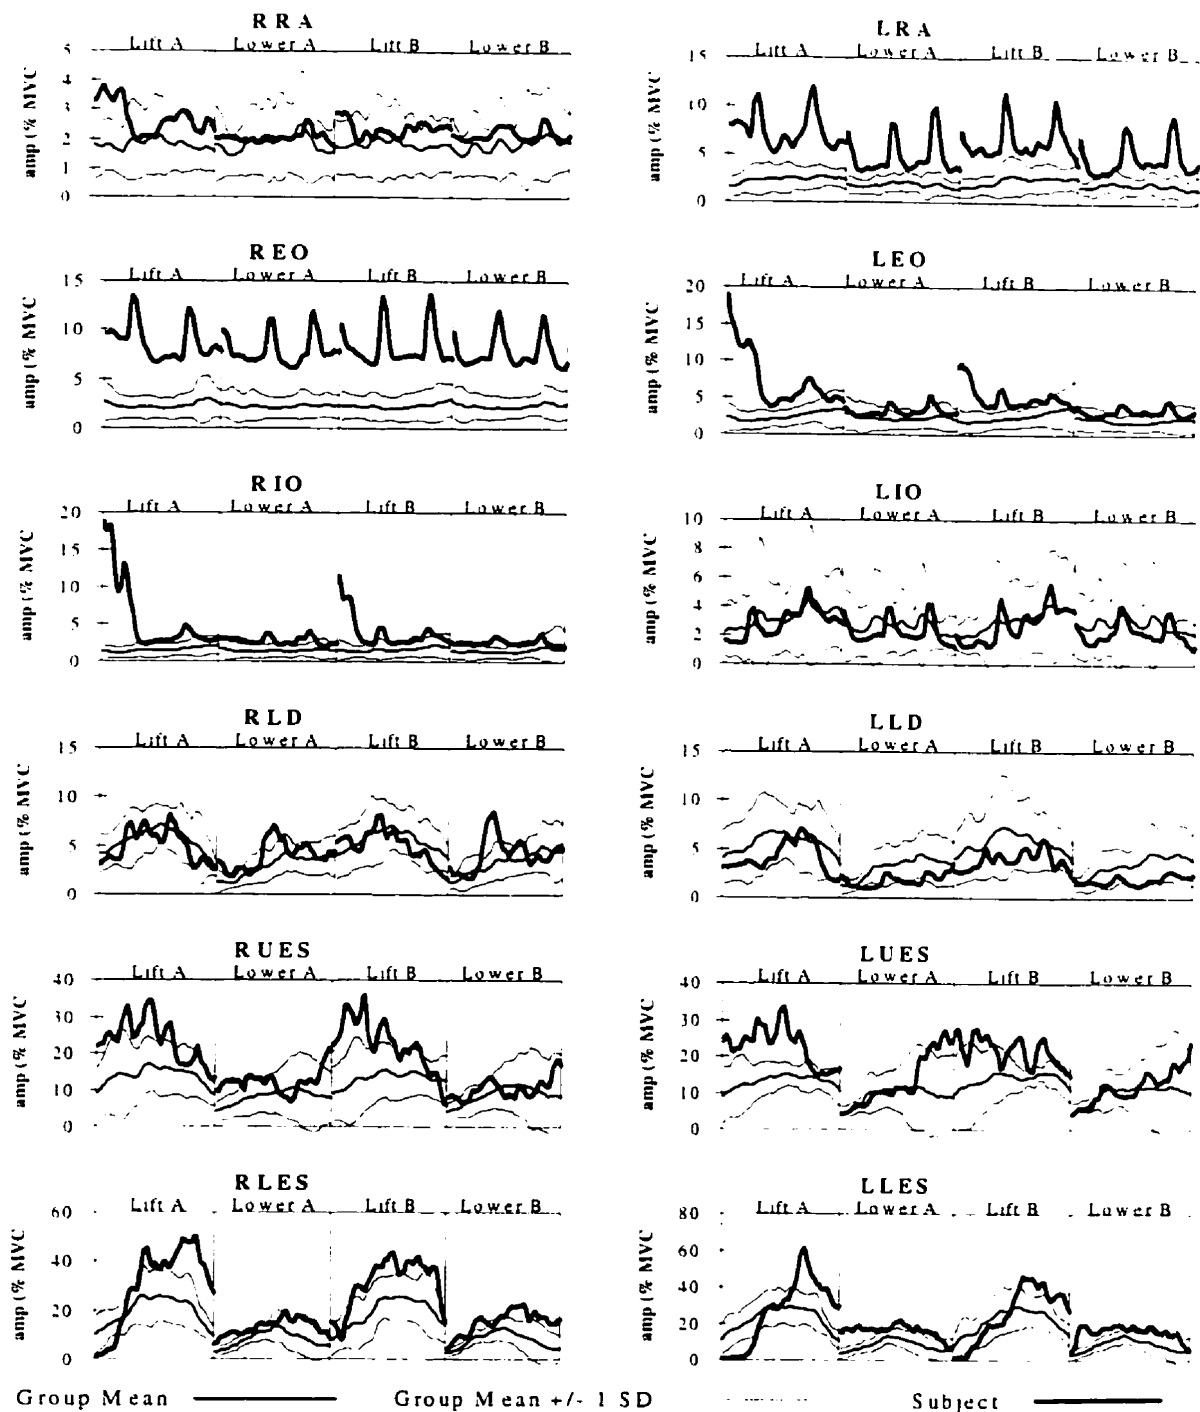 RRA
Lift A Lower A Lift B Lower B
amp (% MVC
5
4
3
2
1
0
LRA
Lift A Lower A Lift B Lower B
amp (% MVC
15
10
5
0
REO
Lift A Lower A Lift B Lower B
amp (% MVC
15
10
5
0
LEO
Lift A Lower A Lift B Lower B
amp (% MVC
20
15
10
5
0
RIO
Lift A Lower A Lift B Lower B
amp (% MVC
20
15
10
5
0
LIO
Lift A Lower A Lift B Lower B
amp (% MVC
10
8
6
4
2
0
RLD
Lift A Lower A Lift B Lower B
amp (% MVC
15
10
5
0
LLD
Lift A Lower A Lift B Lower B
amp (% MVC
15
10
5
0
RUES
Lift A Lower A Lift B Lower B
amp (% MVC
40
30
20
10
0
LUES
Lift A Lower A Lift B Lower B
amp (% MVC
40
30
20
10
0
RLES
Lift A Lower A Lift B Lower B
amp (% MVC
60
40
20
0
LLES
Lift A Lower A Lift B Lower B
amp (% MVC
80
60
40
20
0
Group Mean Group Mean +/- 1 SD Subject